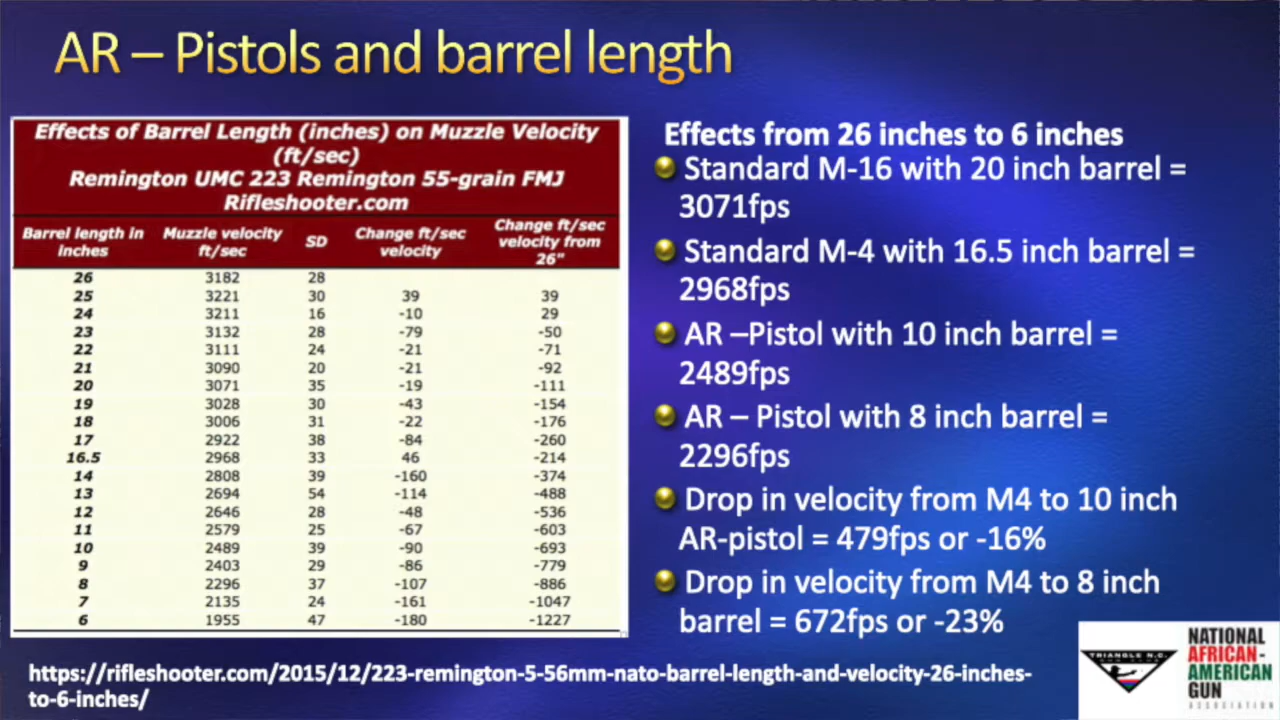 AR – Pistols and barrel length
Effects of Barrel Length (inches) on Muzzle Velocity
(ft/sec)
Remington UMC 223 Remington 55-grain FMJ
Rifleshooter.com
Barrel length in inches Muzzle velocity ft/sec SD Change ft/sec velocity Change ft/sec velocity from 26"
26 3182 28
25 3221 30 39 39
24 3211 16 -10 29
23 3132 28 -79 -50
22 3111 24 -21 -71
21 3090 20 -21 -92
20 3071 35 -19 -111
19 3028 30 -43 -154
18 3006 31 -22 -176
17 2922 38 -84 -260
16.5 2968 33 46 -214
14 2808 39 -160 -374
13 2694 54 -114 -488
12 2646 28 -48 -536
11 2579 25 -67 -603
10 2489 39 -90 -693
9 2403 29 -86 -779
8 2296 37 -107 -886
7 2135 24 -161 -1047
6 1955 47 -180 -1227
Effects from 26 inches to 6 inches
Standard M-16 with 20 inch barrel =
3071fps
Standard M-4 with 16.5 inch barrel =
2968fps
AR –Pistol with 10 inch barrel =
2489fps
AR – Pistol with 8 inch barrel =
2296fps
Drop in velocity from M4 to 10 inch
AR-pistol = 479fps or -16%
Drop in velocity from M4 to 8 inch
barrel = 672fps or -23%
https://rifleshooter.com/2015/12/223-remington-5-56mm-nato-barrel-length-and-velocity-26-inches-
to-6-inches/
TRIANGLE N.C.
NATIONAL
AFRICAN-
AMERICAN
GUN
ASSOCIATION